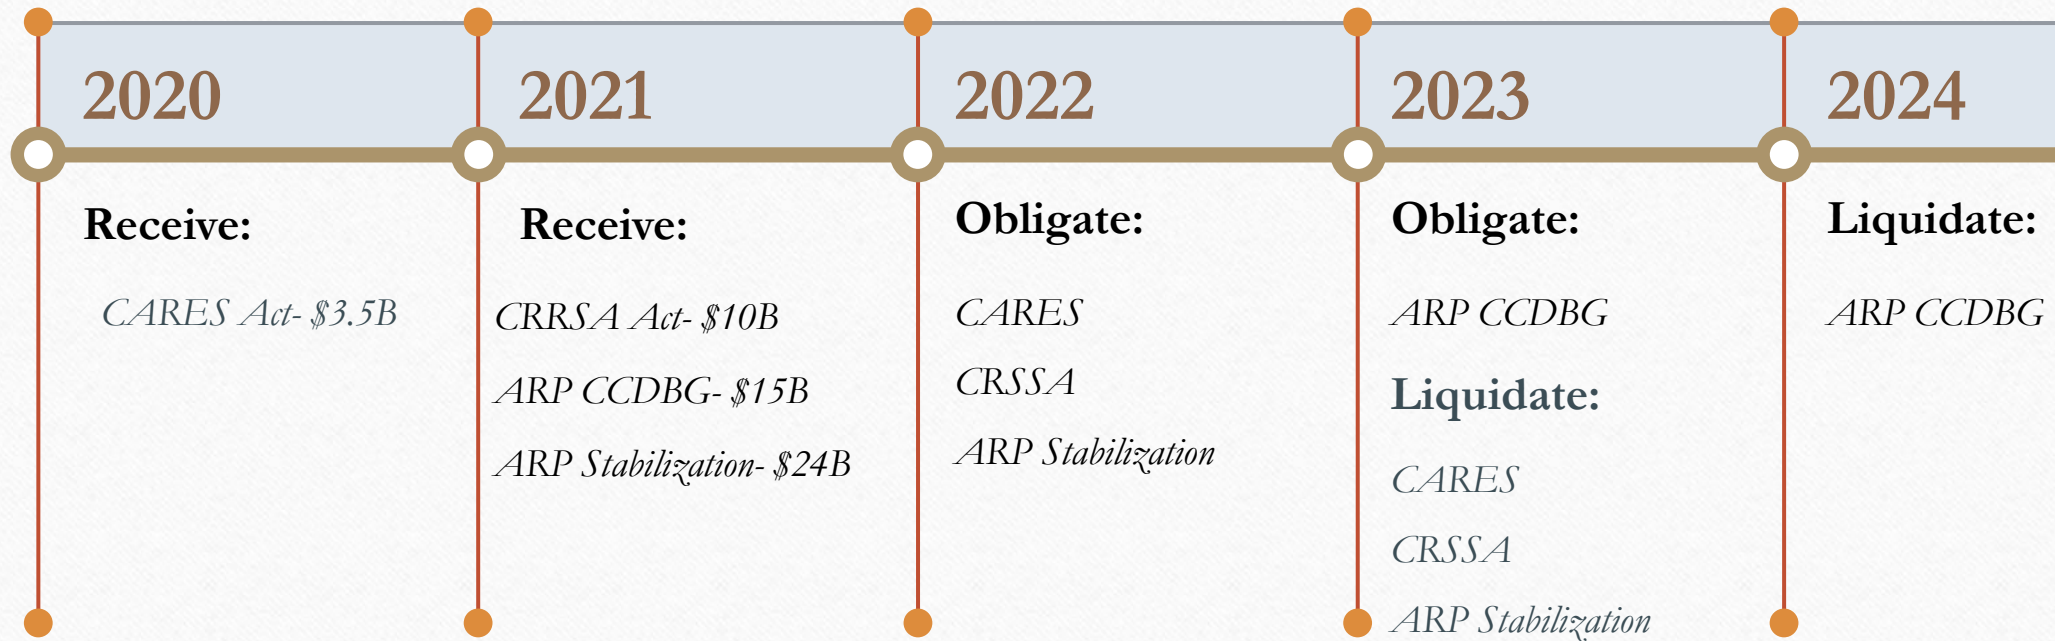 2020
Receive:
CARES Act- $3.5B
2021
Receive:
CRRSA Act- $10B
ARP CCDBG- $15B
ARP Stabilization- $24B
2022
Obligate:
CARES
CRSSA
ARP Stabilization
2023
Obligate:
ARP CCDBG
Liquidate:
CARES
CRSSA
ARP Stabilization
2024
Liquidate:
ARP CCDBG